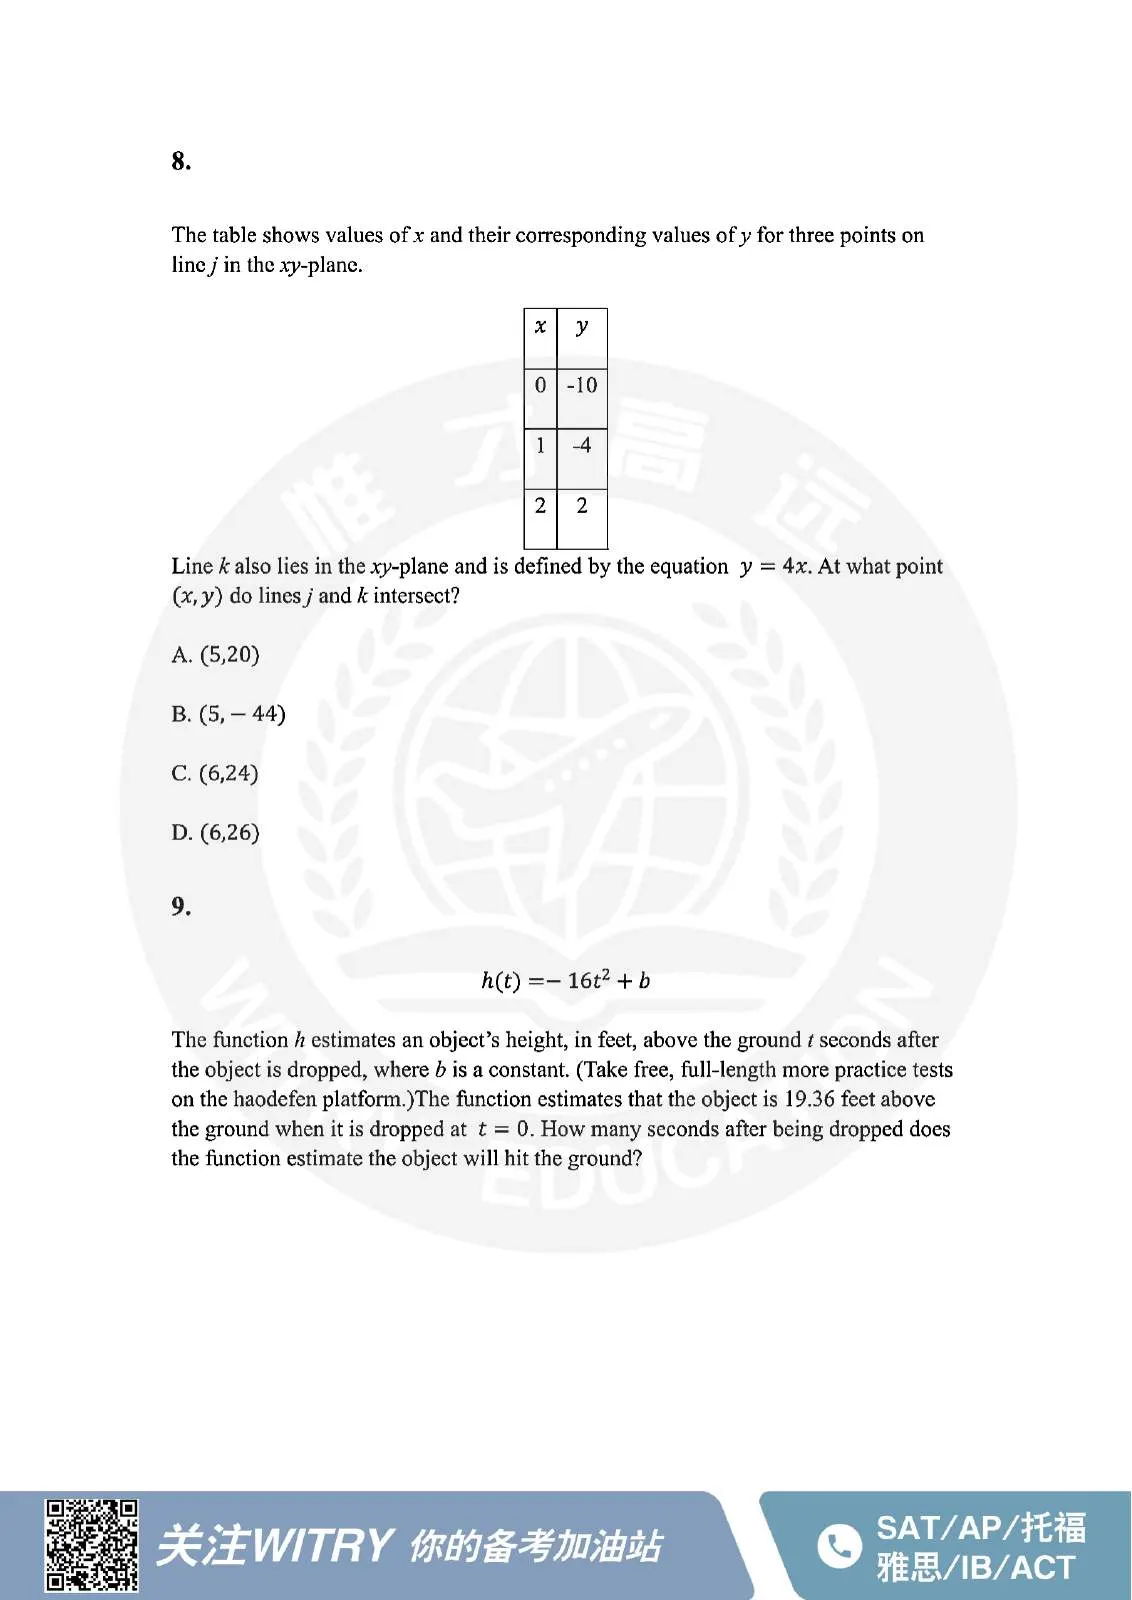 8.
The table shows values of x and their corresponding values of y for three points on
line j in the xy-plane.
x y
0 -10
1 -4
2 2
Line k also lies in the xy-plane and is defined by the equation y = 4x. At what point
(x, y) do lines j and k intersect?
A. (5,20)
B. (5, − 44)
C. (6,24)
D. (6,26)
9.
h(t) =− 16t² + b
The function h estimates an object’s height, in feet, above the ground t seconds after
the object is dropped, where b is a constant. (Take free, full-length more practice tests
on the haodefen platform.)The function estimates that the object is 19.36 feet above
the ground when it is dropped at t = 0. How many seconds after being dropped does
the function estimate the object will hit the ground?
惟才高远
WITRY EDUCATION
关注WITRY 你的备考加油站
SAT/AP/托福
雅思/IB/ACT